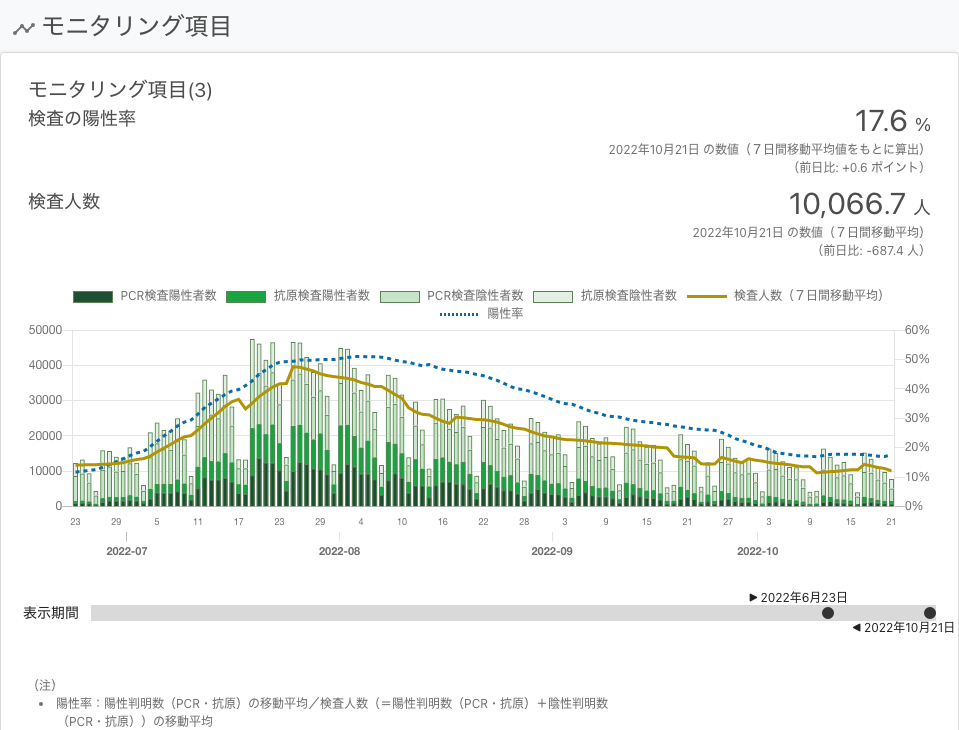 モニタリング項目
モニタリング項目(3)
検査の陽性率
17.6 %
2022年10月21日 の数値（７日間移動平均値をもとに算出）
（前日比: +0.6 ポイント）
検査人数
10,066.7 人
2022年10月21日 の数値（７日間移動平均）
（前日比: -687.4 人）
PCR検査陽性者数 抗原検査陽性者数 PCR検査陰性者数 抗原検査陰性者数 検査人数（７日間移動平均）
陽性率
50000 60%
50%
40000
40%
30000
30%
20000
20%
10000
10%
0 0%
23 29 5 11 17 23 29 4 10 16 22 28 3 9 15 21 27 3 9 15 21
2022-07 2022-08 2022-09 2022-10
▶ 2022年6月23日
表示期間
◀ 2022年10月21日
（注）
• 陽性率：陽性判明数（PCR・抗原）の移動平均／検査人数（＝陽性判明数（PCR・抗原）＋陰性判明数
（PCR・抗原））の移動平均